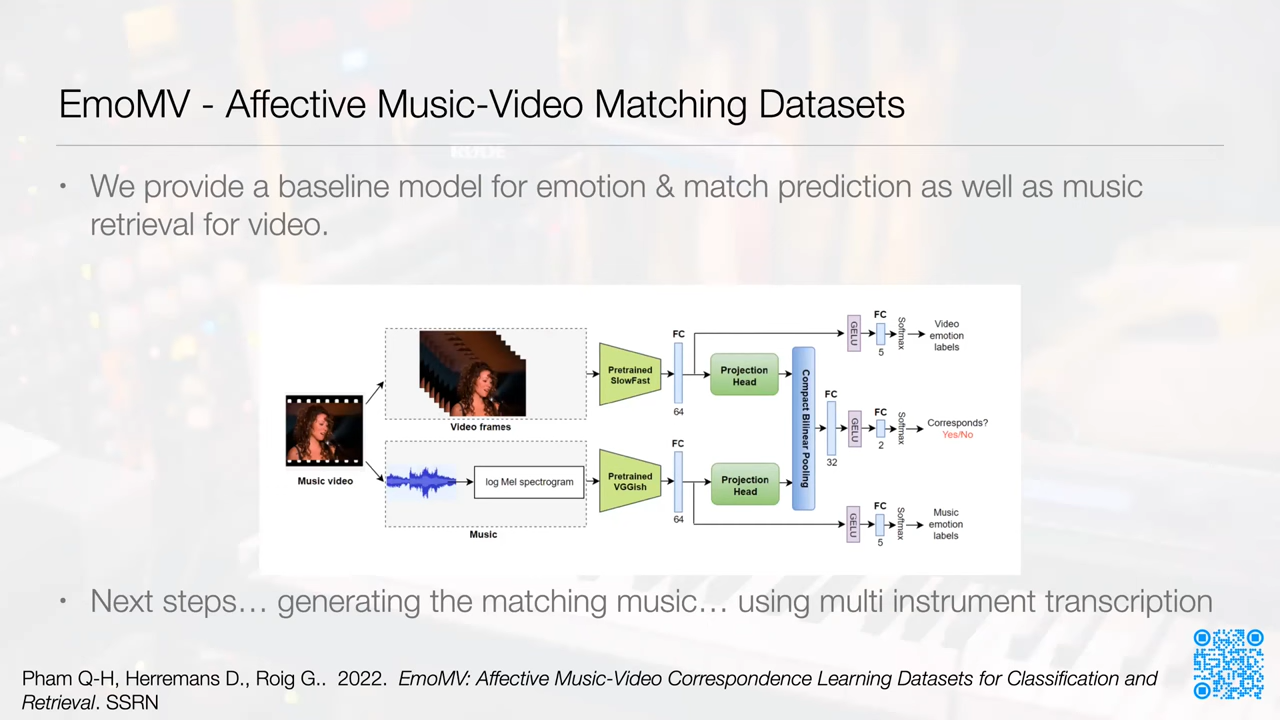 EmoMV - Affective Music-Video Matching Datasets
• We provide a baseline model for emotion & match prediction as well as music
retrieval for video.
Music video
Video frames
log Mel spectrogram
Music
Pretrained
SlowFast
Pretrained
VGGish
FC
64
FC
64
Projection
Head
Projection
Head
Compact Bilinear Pooling
GELU
FC
5
Softmax
Video
emotion
labels
FC
32
GELU
FC
2
Softmax
Corresponds?
Yes/No
GELU
FC
5
Softmax
Music
emotion
labels
• Next steps… generating the matching music… using multi instrument transcription
Pham Q-H, Herremans D., Roig G.. 2022. EmoMV: Affective Music-Video Correspondence Learning Datasets for Classification and
Retrieval. SSRN